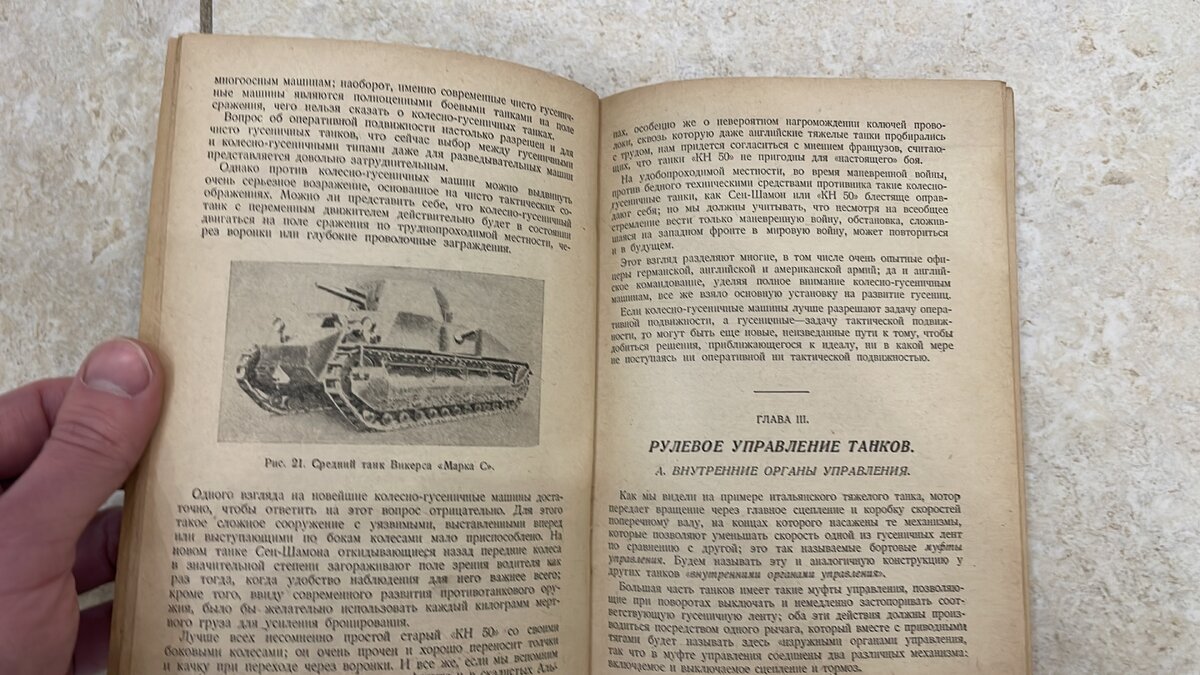 многоосным машинам; наоборот, именно современные чисто гусенич-
ные машины являются полноценными боевыми танками на поле
сражения, чего нельзя сказать о колесно-гусеничных танках.
Вопрос об оперативной подвижности настолько разрешен и для
чисто гусеничных танков, что сейчас выбор между гусеничными
и колесно-гусеничными типами даже для разведывательных машин
представляется довольно затруднительным.
Однако против колесно-гусеничных машин можно выдвинуть
очень серьезное возражение, основанное на чисто тактических со-
ображениях. Можно ли представить себе, что колесно-гусеничный
танк с переменным движителем действительно будет в состоянии
двигаться на поле сражения по труднопроходимой местности, че-
рез воронки или глубокие проволочные заграждения.
Рис. 21. Средний танк Викерса «Марка С».
Одного взгляда на новейшие колесно-гусеничные машины доста-
точно, чтобы ответить на этот вопрос отрицательно. Для этого
такое сложное сооружение с уязвимыми, выставленными вперед
или выступающими по бокам колесами мало приспособлено. На
новом танке Сен-Шамона откидывающиеся назад передние колеса
в значительной степени загораживают поле зрения водителя как
раз тогда, когда удобство наблюдения для него важнее всего;
кроме того, ввиду современного развития противотанкового ору-
жия, было бы желательно использовать каждый килограмм мерт-
вого груза для усиления бронирования.
Лучше всех несомненно простой старый «КН 50» со своими
боковыми колесами; он очень прочен и хорошо переносит толчки
и качку при переходе через воронки. И все же, если мы вспомним
и в скалистых Аль-
пах, особенно же о невероятном нагромождении колючей прово-
локи, сквозь которую даже английские тяжелые танки пробирались
с трудом, нам придется согласиться с мнением французов, считаю-
щих, что танки «КН 50» не пригодны для «настоящего» боя.
На удобопроходимой местности, во время маневренной войны,
против бедного техническими средствами противника такие колесно-
гусеничные танки, как Сен-Шамон или «КН 50» блестяще оправ-
дают себя; но мы должны учитывать, что несмотря на всеобщее
стремление вести только маневренную войну, обстановка, сложив-
шаяся на западном фронте в мировую войну, может повториться
и в будущем.
Этот взгляд разделяют многие, в том числе очень опытные офи-
церы германской, английской и американской армий; да и англий-
ское командование, уделяя полное внимание колесно-гусеничным
машинам, все же взяло основную установку на развитие гусениц.
Если колесно-гусеничные машины лучше разрешают задачу опера-
тивной подвижности, а гусеничные—задачу тактической подвиж-
ности, то могут быть еще новые, неизведанные пути к тому, чтобы
добиться решения, приближающегося к идеалу, ни в какой мере
не поступаясь ни оперативной ни тактической подвижностью.
ГЛАВА III.
РУЛЕВОЕ УПРАВЛЕНИЕ ТАНКОВ.
А. ВНУТРЕННИЕ ОРГАНЫ УПРАВЛЕНИЯ.
Как мы видели на примере итальянского тяжелого танка, мотор
передает вращение через главное сцепление и коробку скоростей
поперечному валу, на концах которого насажены те механизмы,
которые позволяют уменьшать скорость одной из гусеничных лент
по сравнению с другой; это так называемые бортовые муфты
управления. Будем называть эту и аналогичную конструкцию у
других танков «внутренними органами управления».
Большая часть танков имеет такие муфты управления, позволяю-
щие при поворотах выключать и немедленно застопоривать соот-
ветствующую гусеничную ленту; оба эти действия должны произ-
водиться посредством одного рычага, который вместе с приводными
тягами будет называть здесь «наружными органами управления,
так что в муфте управления соединены два различных механизма:
включаемое и выключаемое сцепление и тормоз.